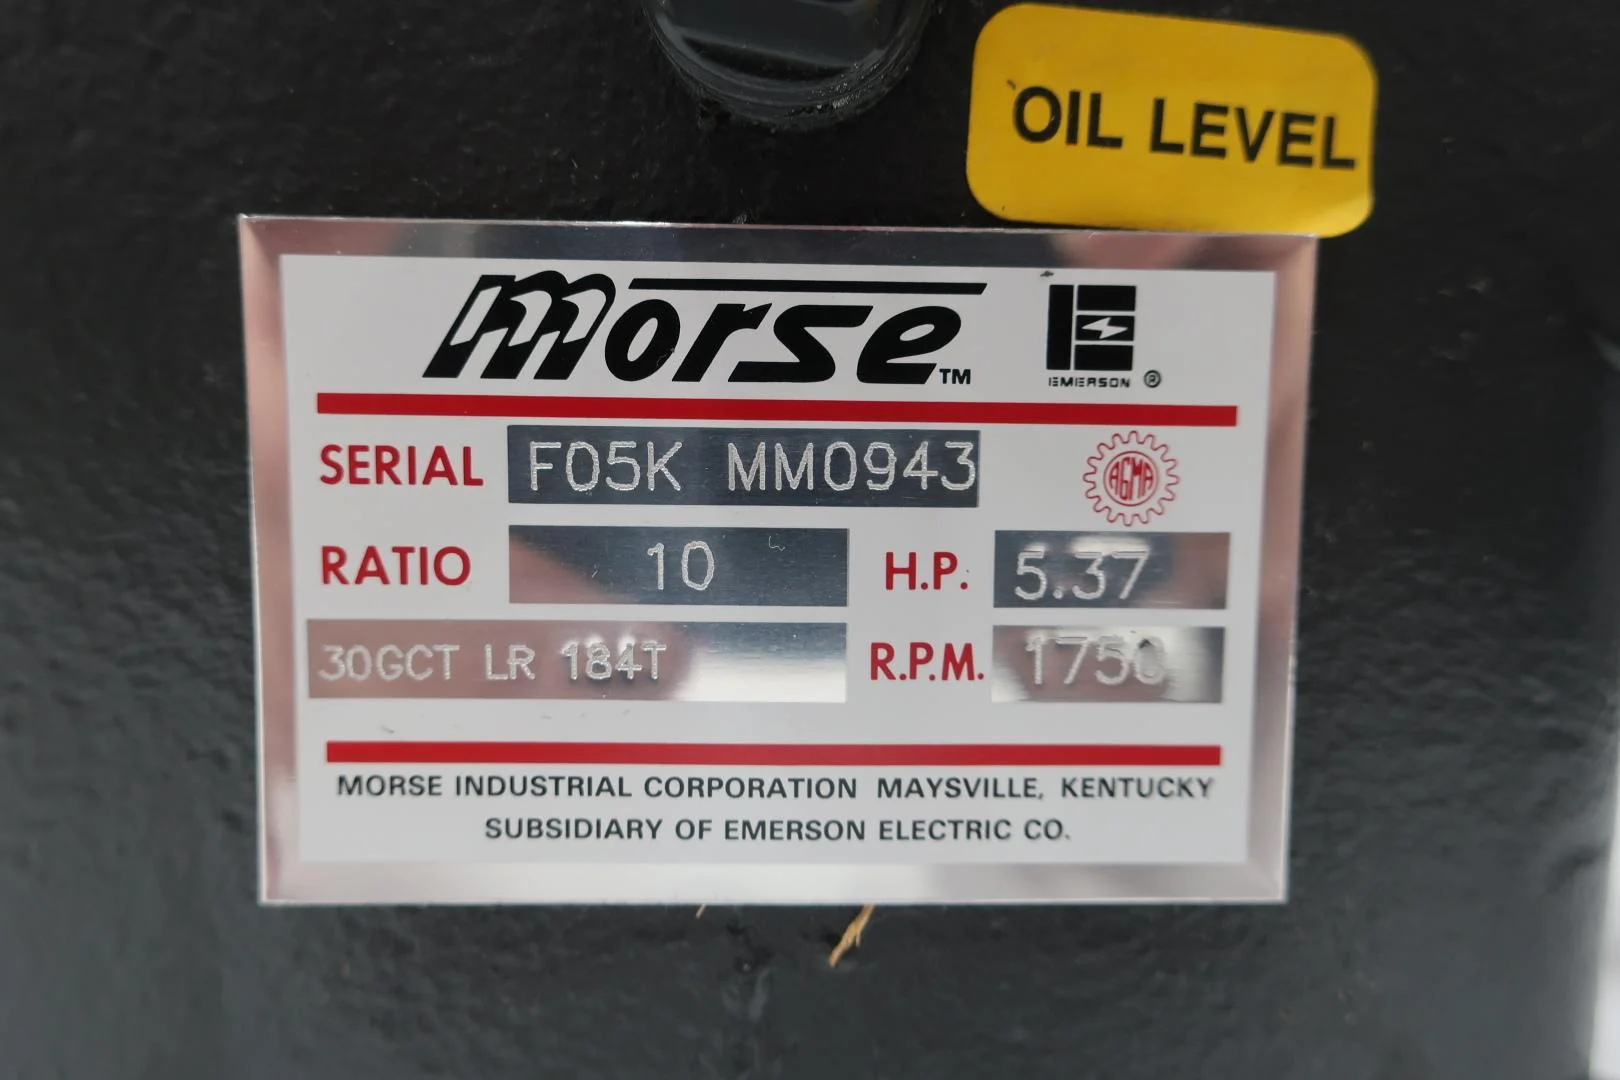 OIL LEVEL
morse TM EMERSON ®
SERIAL F05K MM0943 AGMA
RATIO 10 H.P. 5.37
30GCT LR 184T R.P.M. 1750
MORSE INDUSTRIAL CORPORATION MAYSVILLE, KENTUCKY
SUBSIDIARY OF EMERSON ELECTRIC CO.